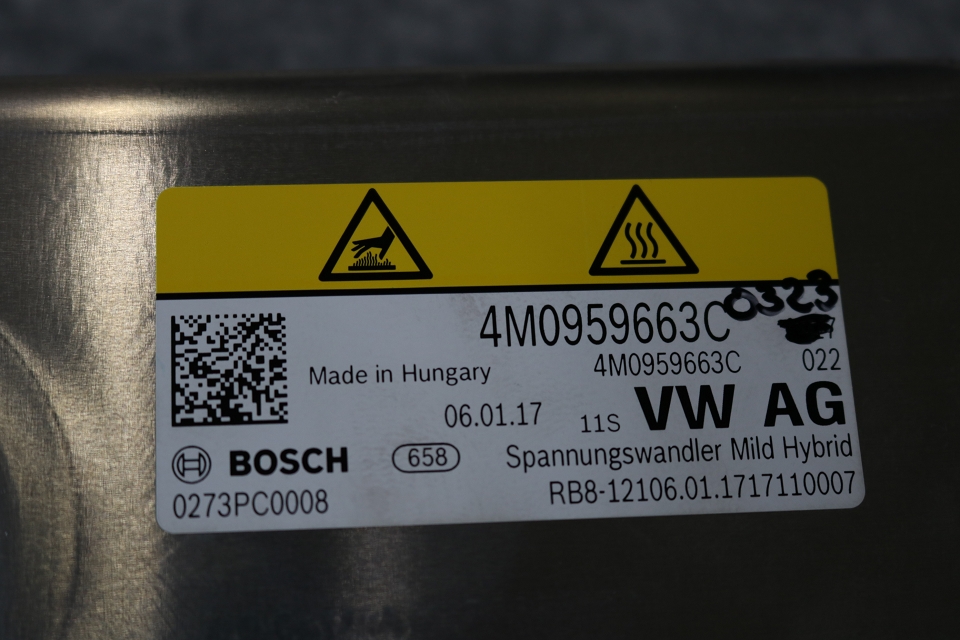 0323
4M0959663C
4M0959663C 022
Made in Hungary
06.01.17 11S VW AG
BOSCH 658 Spannungswandler Mild Hybrid
0273PC0008 RB8-12106.01.1717110007